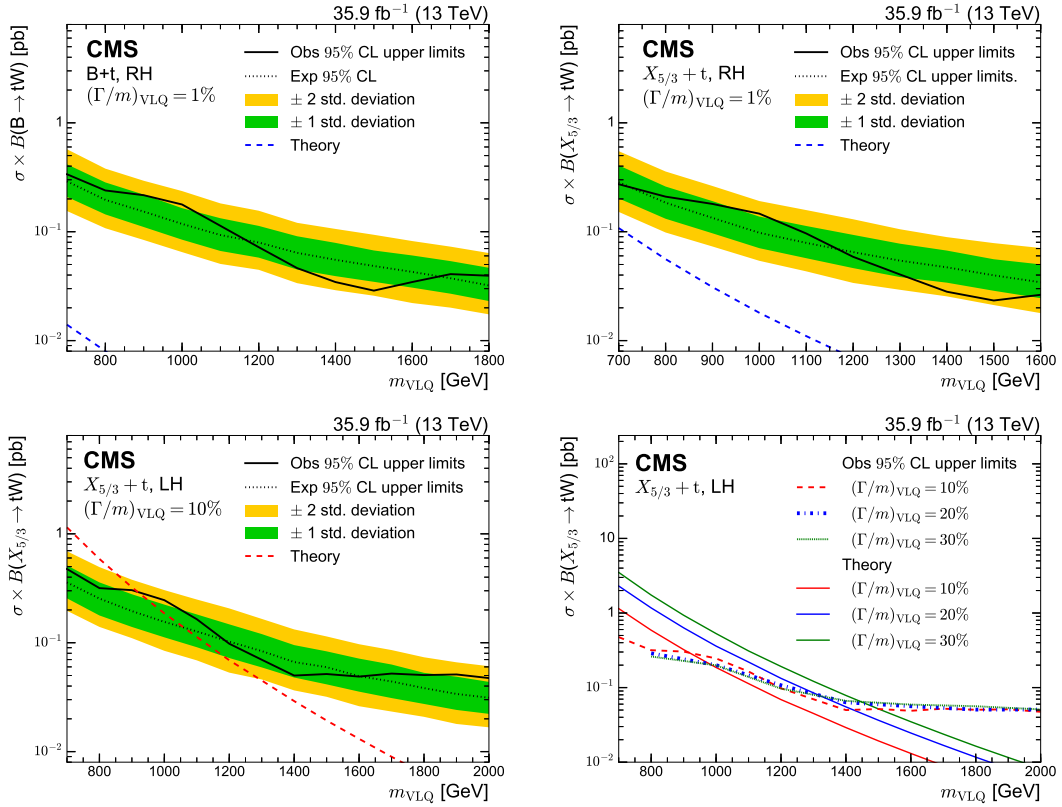 35.9 fb⁻¹ (13 TeV)
CMS
B+t, RH
(Γ/m)VLQ = 1%
Obs 95% CL upper limits
Exp 95% CL
± 2 std. deviation
± 1 std. deviation
Theory
σ × B(B → tW) [pb]
1
10⁻¹
10⁻²
800 1000 1200 1400 1600 1800
mVLQ [GeV]
35.9 fb⁻¹ (13 TeV)
CMS
X5/3 + t, RH
(Γ/m)VLQ = 1%
Obs 95% CL upper limits
Exp 95% CL upper limits.
± 2 std. deviation
± 1 std. deviation
Theory
σ × B(X5/3 → tW) [pb]
1
10⁻¹
10⁻²
700 800 900 1000 1100 1200 1300 1400 1500 1600
mVLQ [GeV]
35.9 fb⁻¹ (13 TeV)
CMS
X5/3 + t, LH
(Γ/m)VLQ = 10%
Obs 95% CL upper limits
Exp 95% CL upper limits
± 2 std. deviation
± 1 std. deviation
Theory
σ × B(X5/3 → tW) [pb]
1
10⁻¹
10⁻²
800 1000 1200 1400 1600 1800 2000
mVLQ [GeV]
35.9 fb⁻¹ (13 TeV)
CMS
X5/3 + t, LH
Obs 95% CL upper limits
(Γ/m)VLQ = 10%
(Γ/m)VLQ = 20%
(Γ/m)VLQ = 30%
Theory
(Γ/m)VLQ = 10%
(Γ/m)VLQ = 20%
(Γ/m)VLQ = 30%
σ × B(X5/3 → tW) [pb]
10²
10
1
10⁻¹
10⁻²
800 1000 1200 1400 1600 1800 2000
mVLQ [GeV]